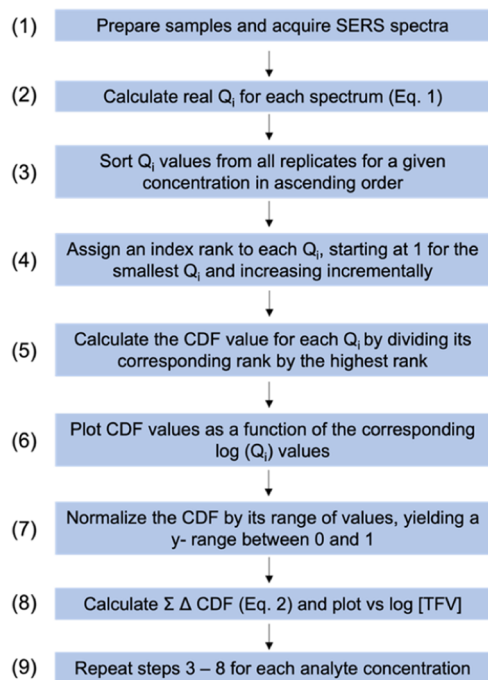 (1) Prepare samples and acquire SERS spectra
(2) Calculate real Qi for each spectrum (Eq. 1)
(3) Sort Qi values from all replicates for a given
concentration in ascending order
(4) Assign an index rank to each Qi, starting at 1 for the
smallest Qi and increasing incrementally
(5) Calculate the CDF value for each Qi by dividing its
corresponding rank by the highest rank
(6) Plot CDF values as a function of the corresponding
log (Qi) values
(7) Normalize the CDF by its range of values, yielding a
y- range between 0 and 1
(8) Calculate Σ Δ CDF (Eq. 2) and plot vs log [TFV]
(9) Repeat steps 3 – 8 for each analyte concentration